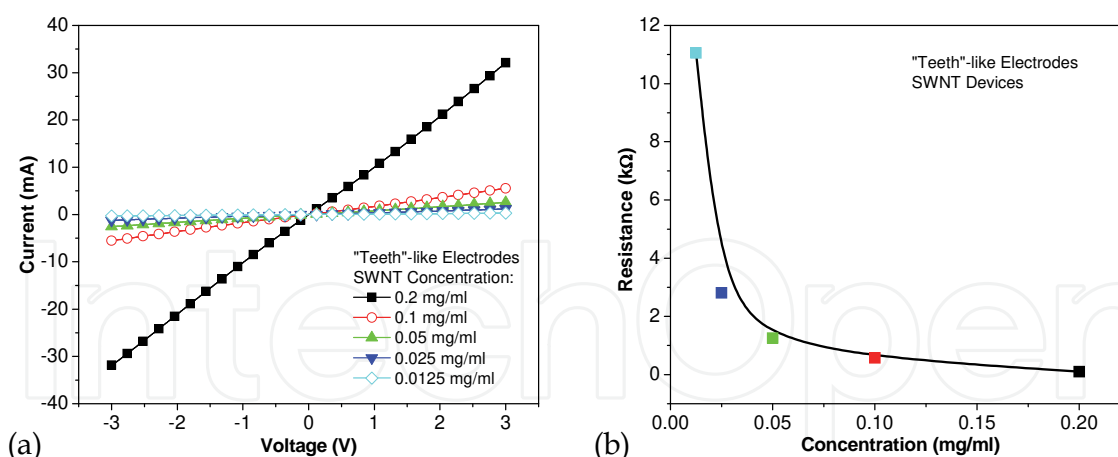 40
30
20
10
0
-10
-20
-30
-40
Current (mA)
-3
-2
-1
0
1
2
3
Voltage (V)
"Teeth"-like Electrodes
SWNT Concentration:
0.2 mg/ml
0.1 mg/ml
0.05 mg/ml
0.025 mg/ml
0.0125 mg/ml
(a)
12
10
8
6
4
2
0
Resistance (kΩ)
0.00
0.05
0.10
0.15
0.20
Concentration (mg/ml)
"Teeth"-like Electrodes
SWNT Devices
(b)
IntechOpen